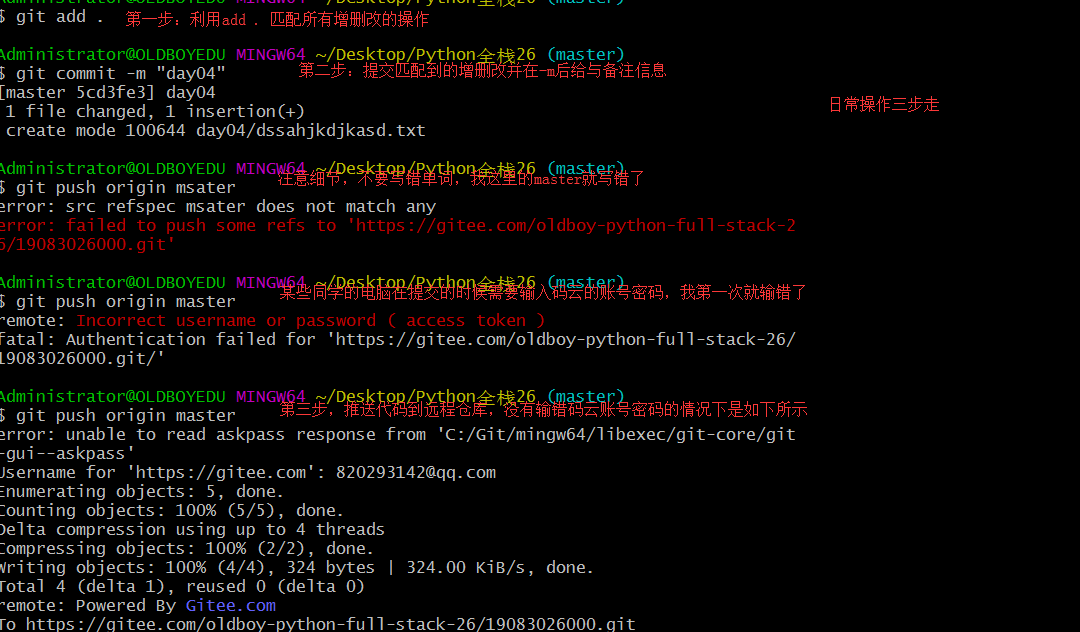 Administrator@OLDBOYEDU MINGW64 ~/Desktop/Python全栈26 (master)
$ git add . 第一步：利用add . 匹配所有增删改的操作
Administrator@OLDBOYEDU MINGW64 ~/Desktop/Python全栈26 (master)
$ git commit -m "day04" 第二步：提交匹配到的增删改并在-m后给与备注信息
[master 5cd3fe3] day04
日常操作三步走
1 file changed, 1 insertion(+)
create mode 100644 day04/dssahjkdjkasd.txt
Administrator@OLDBOYEDU MINGW64 ~/Desktop/Python全栈26 (master)
$ git push origin msater 注意细节，不要写错单词，我这里的master就写错了
error: src refspec msater does not match any
error: failed to push some refs to 'https://gitee.com/oldboy-python-full-stack-2
6/19083026000.git'
Administrator@OLDBOYEDU MINGW64 ~/Desktop/Python全栈26 (master)
$ git push origin master 某些同学的电脑在提交的时候需要输入码云的账号密码，我第一次就输错了
remote: Incorrect username or password ( access token )
fatal: Authentication failed for 'https://gitee.com/oldboy-python-full-stack-26/
19083026000.git/'
Administrator@OLDBOYEDU MINGW64 ~/Desktop/Python全栈26 (master)
$ git push origin master 第三步，推送代码到远程仓库，没有输错码云账号密码的情况下是如下所示
error: unable to read askpass response from 'C:/Git/mingw64/libexec/git-core/git
-gui--askpass'
Username for 'https://gitee.com': 820293142@qq.com
Enumerating objects: 5, done.
Counting objects: 100% (5/5), done.
Delta compression using up to 4 threads
Compressing objects: 100% (2/2), done.
Writing objects: 100% (4/4), 324 bytes | 324.00 KiB/s, done.
Total 4 (delta 1), reused 0 (delta 0)
remote: Powered By Gitee.com
To https://gitee.com/oldboy-python-full-stack-26/19083026000.git